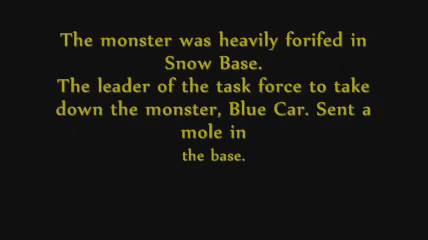 The monster was heavily forifed in
Snow Base.
The leader of the task force to take
down the monster, Blue Car. Sent a
mole in
the base.